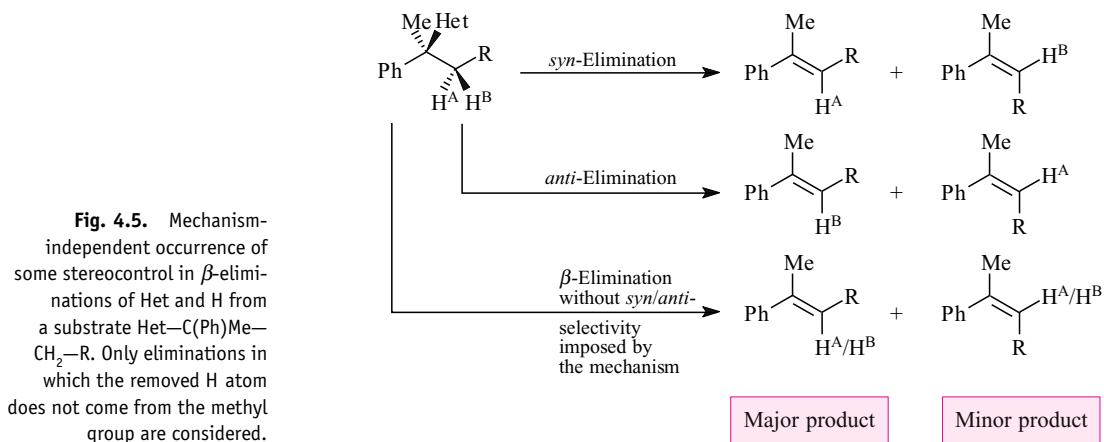 Me Het
Ph
R
H^A H^B
syn-Elimination
Me
Ph
R
H^A
+
Me
Ph
H^B
R
anti-Elimination
Me
Ph
R
H^B
+
Me
Ph
H^A
R
β-Elimination
without syn/anti-
selectivity
imposed by
the mechanism
Me
Ph
R
H^A/H^B
+
Me
Ph
H^A/H^B
R
Major product
Minor product
Fig. 4.5. Mechanism-
independent occurrence of
some stereocontrol in β-elimi-
nations of Het and H from
a substrate Het—C(Ph)Me—
CH₂—R. Only eliminations in
which the removed H atom
does not come from the methyl
group are considered.